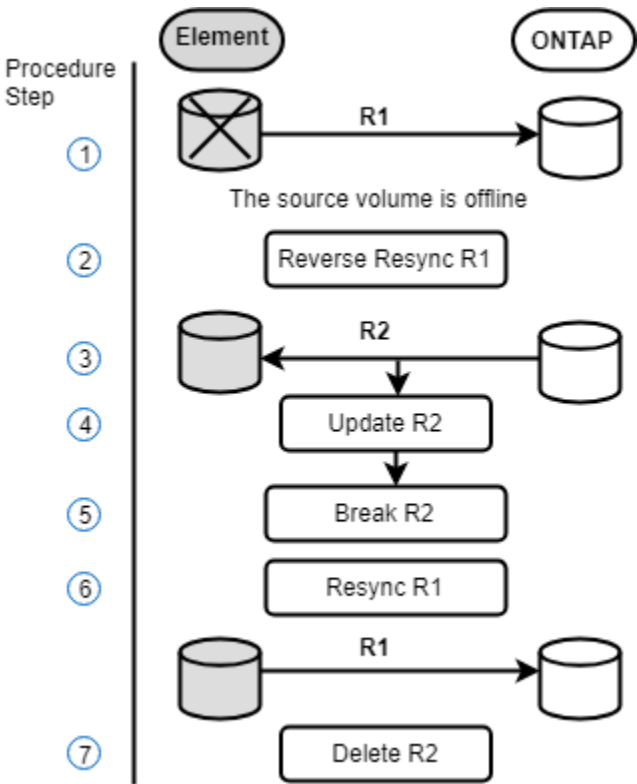 Element
ONTAP
Procedure
Step
R1
1
The source volume is offline
2
Reverse Resync R1
R2
3
4
Update R2
5
Break R2
6
Resync R1
R1
7
Delete R2